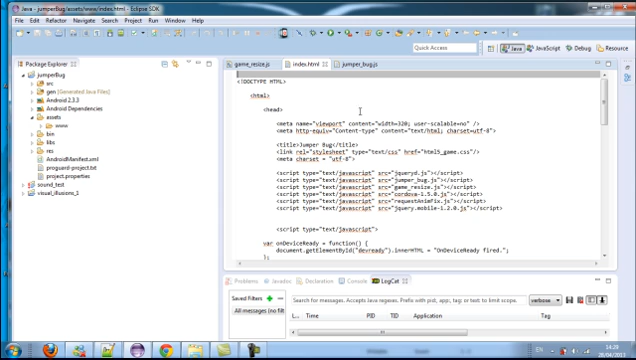 Java - jumperBug/assets/www/index.html - Eclipse SDK
File Edit Navigate Search Project Run Window Help
Quick Access
Java JavaScript Debug Resource
Package Explorer
game_resize.js index.html jumper_bug.js
jumperBug
src
gen [Generated Java Files]
Android 2.3.3
Android Dependencies
assets
www
bin
libs
res
AndroidManifest.xml
proguard-project.txt
project.properties
sound_test
visual_illusions_1
<!DOCTYPE HTML>
<html>
<head>
<meta name="viewport" content="width=320; user-scalable=no" />
<meta http-equiv="Content-type" content="text/html; charset=utf-8">
<title>Jumper Bug</title>
<link rel="stylesheet" type="text/css" href="html5_game.css">
<meta charset = "utf-8">
<script type="text/javascript" src="jqueryd.js"></script>
<script type="text/javascript" src="jumper_bug.js"></script>
<script type="text/javascript" src="game_resize.js"></script>
<script type="text/javascript" src="cordova-1.5.0.js"></script>
<script type="text/javascript" src="requestAnimFix.js"></script>
<script type="text/javascript" src="jquery.mobile-1.2.0.js"></script>
<script type="text/javascript">
var onDeviceReady = function() {
document.getElementById("devready").innerHTML = "OnDeviceReady fired.";
};
Problems Javadoc Declaration Console LogCat
Saved Filters
All messages (no filt
Search for messages. Accepts Java regexes. Prefix with pid:, app:, tag: or text: to limit scope.
verbose
L... Time PID TID Application Tag
EN
14:29
20/04/2013